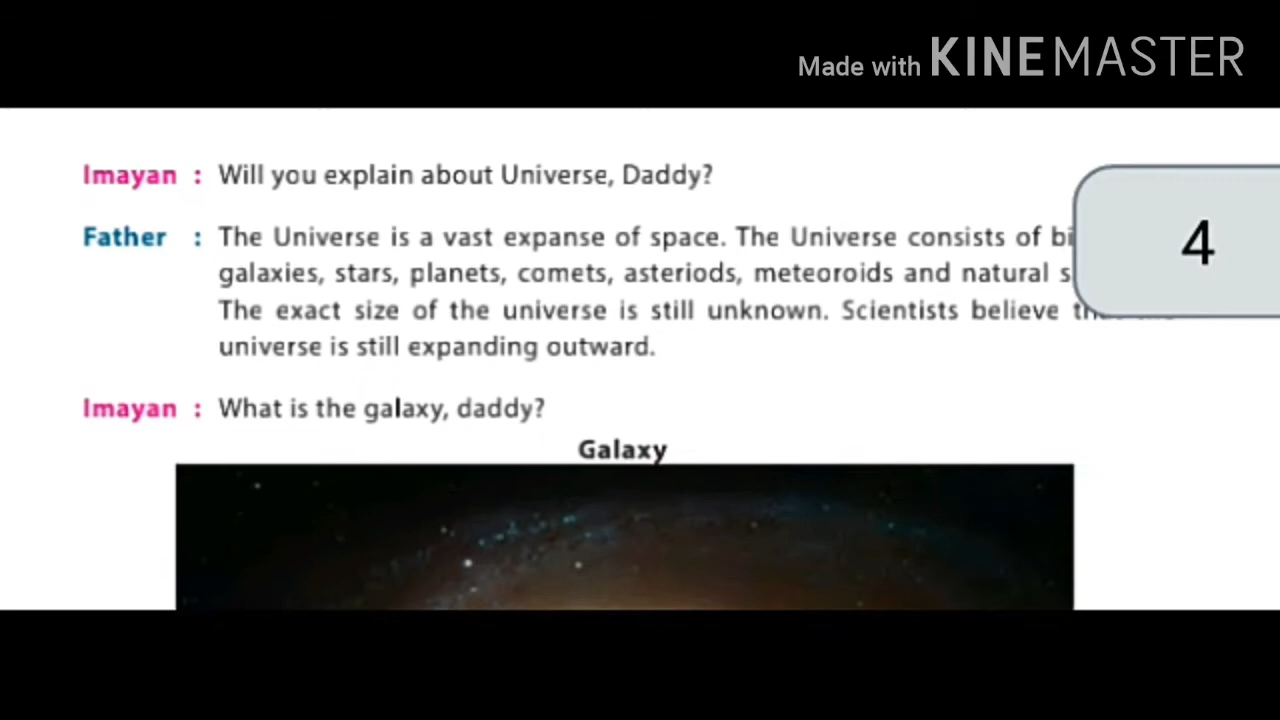 Made with KINEMASTER
Imayan : Will you explain about Universe, Daddy?
4
Father : The Universe is a vast expanse of space. The Universe consists of
galaxies, stars, planets, comets, asteriods, meteoroids and natural
The exact size of the universe is still unknown. Scientists believe
universe is still expanding outward.
Imayan : What is the galaxy, daddy?
Galaxy